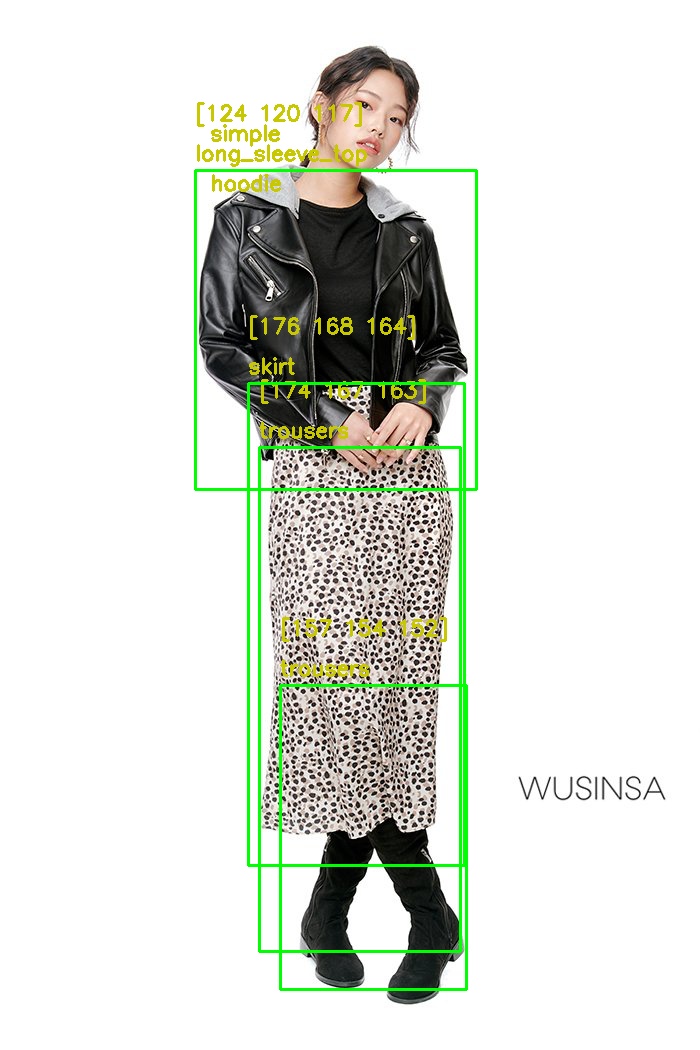 [124 120 117]
simple
long_sleeve_top
hoodie
[176 168 164]
skirt
[174 167 163]
trousers
[157 154 152]
trousers
WUSINSA